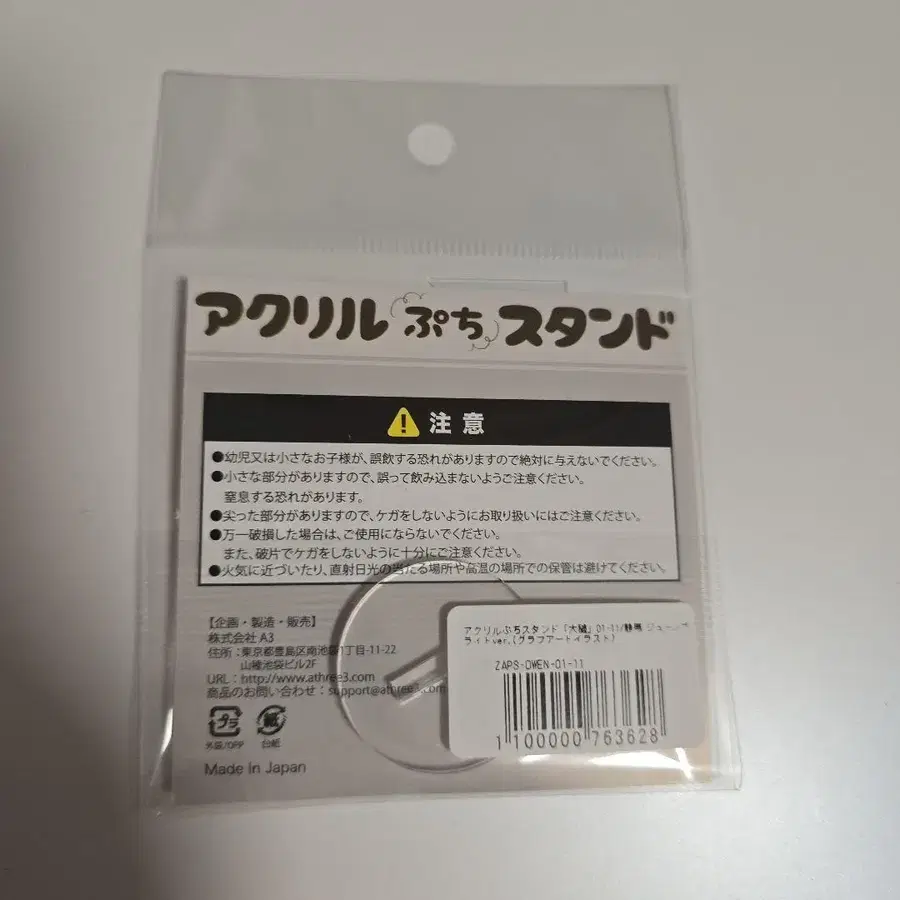 アクリルぷちスタンド
注意
●幼児又は小さなお子様が、誤飲する恐れがありますので絶対に与えないでください。
●小さな部分がありますので、誤って飲み込まないようご注意ください。
窒息する恐れがあります。
●尖った部分がありますので、ケガをしないようにお取り扱いにはご注意ください。
●万一破損した場合は、ご使用にならないでください。
また、破片でケガをしないように十分にご注意ください。
●火気に近づいたり、直射日光の当たる場所や高温の場所での保管は避けてください。
【企画・製造・販売】
株式会社A3
住所：東京都豊島区南池袋1丁目-11-22
山種池袋ビル2F
URL：http://www.athree3.com
商品のお問い合わせ：support@athree3.com
プラ
外袋/OPP
紙
台紙
Made In Japan
アクリルぷちスタンド「大穢」01-11/静馬
ライトver.(グラフアートイラスト)
ZAPS-OWEN-01-11
1100000763628